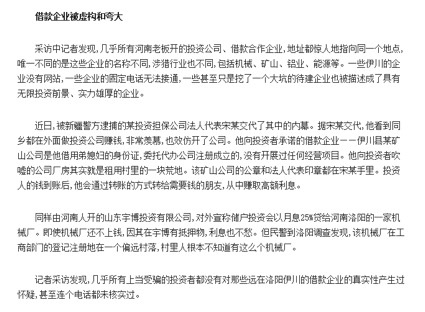 借款企业被虚构和夸大
采访中记者发现,几乎所有河南老板开的投资公司、借款合作企业,地址都惊人地指向同一个地点,
唯一不同的是这些企业的名称不同,涉猎行业也不同,包括机械、矿山、铝业、能源等。一些伊川的企
业没有网站,一些企业的固定电话无法接通,一些甚至只是挖了一个大坑的待建企业也被描述成了具有
无限投资前景、实力雄厚的企业。
近日,被新疆警方逮捕的某投资担保公司法人代表宋某交代了其中的内幕。据宋某交代,他看到同
乡都在外面做投资公司赚钱,非常羡慕,也效仿开了公司。他向投资者承诺的借款企业——伊川县某矿
山公司是他借用弟媳妇的身份证,委托代办公司注册成立的,没有开展过任何经营项目。他向投资者吹
嘘的公司厂房其实就是租用村里的一块荒地。该矿山公司的公章和法人代表印章都在宋某手里。投资
人的钱到账后,他会通过转账的方式转给需要钱的朋友,从中赚取高额利息。
同样由河南人开的山东宇博投资有限公司,对外宣称储户投资会以月息25%贷给河南洛阳的一家机
械厂。即使机械厂还不上钱,因其在宇博有抵押物,利息也不愁。但民警到洛阳调查发现,该机械厂在工
商部门的登记注册地在一个偏远村落,村里人根本不知道有这么个机械厂。
记者采访发现,几乎所有上当受骗的投资者都没有对那些远在洛阳伊川的借款企业的真实性产生过
怀疑,甚至连个电话都未核实过。